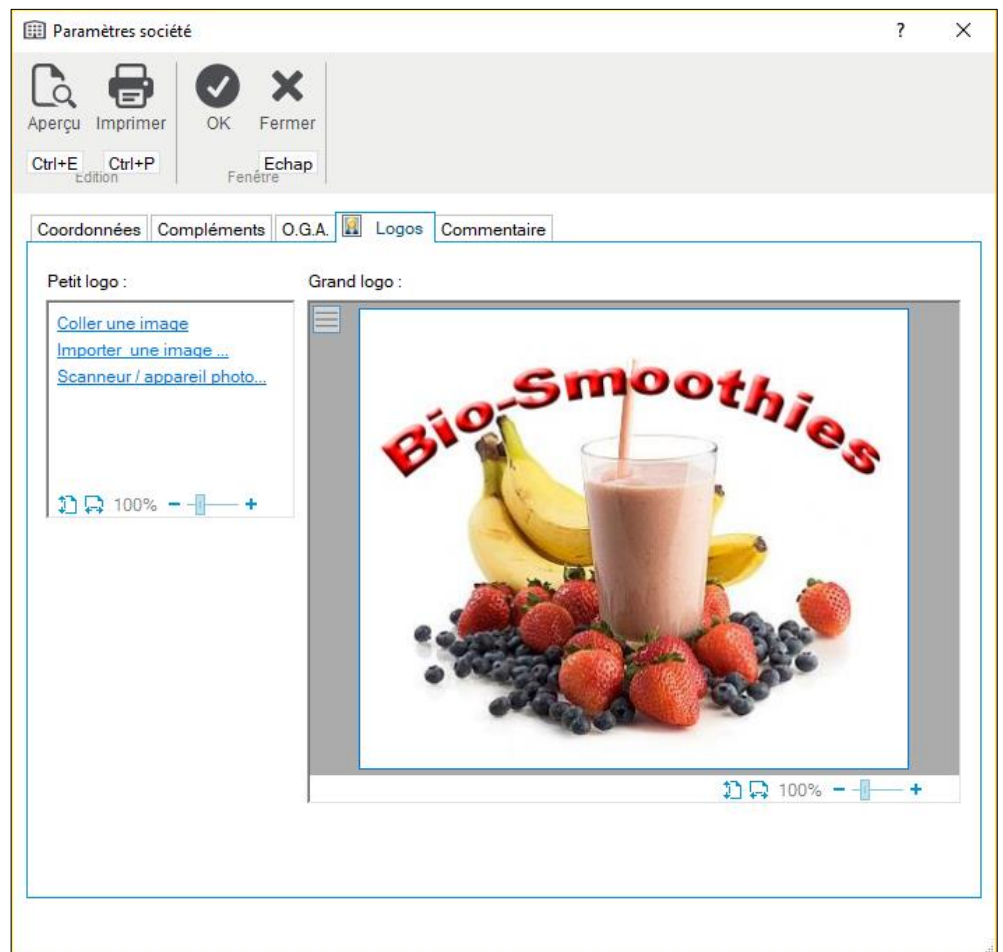 Paramètres société
?
Aperçu Imprimer OK Fermer
Ctrl+E Ctrl+P Echap
Edition Fenêtre
Coordonnées Compléments O.G.A. Logos Commentaire
Petit logo : Grand logo :
Coller une image
Importer une image ...
Scanneur / appareil photo...
100%
Bio-Smoothies
100%